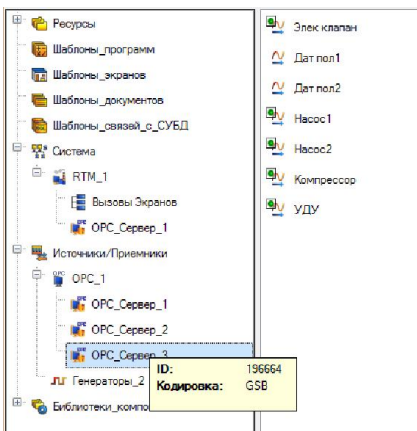 Ресурсы
Шаблоны_программ
Шаблоны_экранов
Шаблоны_документов
Шаблоны_связей_с_СУБД
Система
RTM_1
Вызовы Экранов
OPC_Сервер_1
Источники/Приемники
OPC_1
OPC_Сервер_1
OPC_Сервер_2
OPC_Сервер_3
ID: 196664
Кодировка: GSB
Генераторы_2
Библиотеки_компо
Элек клапан
Дат пол1
Дат пол2
Насос1
Насос2
Компрессор
УДУ